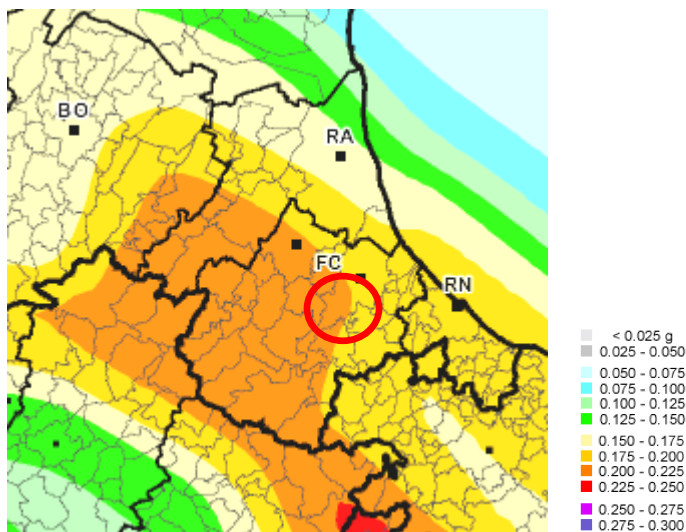 BO
RA
FC
RN
< 0.025 g
0.025 - 0.050
0.050 - 0.075
0.075 - 0.100
0.100 - 0.125
0.125 - 0.150
0.150 - 0.175
0.175 - 0.200
0.200 - 0.225
0.225 - 0.250
0.250 - 0.275
0.275 - 0.300